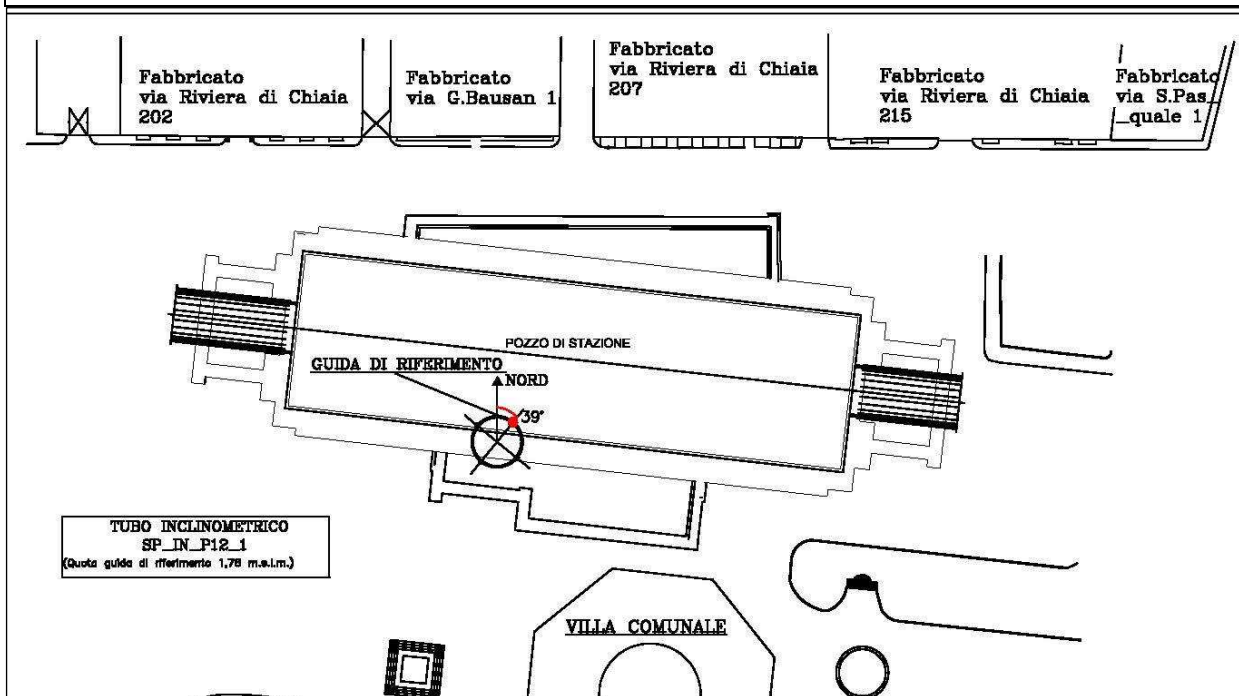 Fabbricato
via Riviera di Chiaia
202
Fabbricato
via G.Bausan 1
Fabbricato
via Riviera di Chiaia
207
Fabbricato
via Riviera di Chiaia
215
Fabbricato
via S.Pas_
_quale 1
POZZO DI STAZIONE
GUIDA DI RIFERIMENTO
NORD
39°
TUBO INCLINOMETRICO
SP_IN_P12_1
(Quota guida di riferimento 1,78 m.s.l.m.)
VILLA COMUNALE